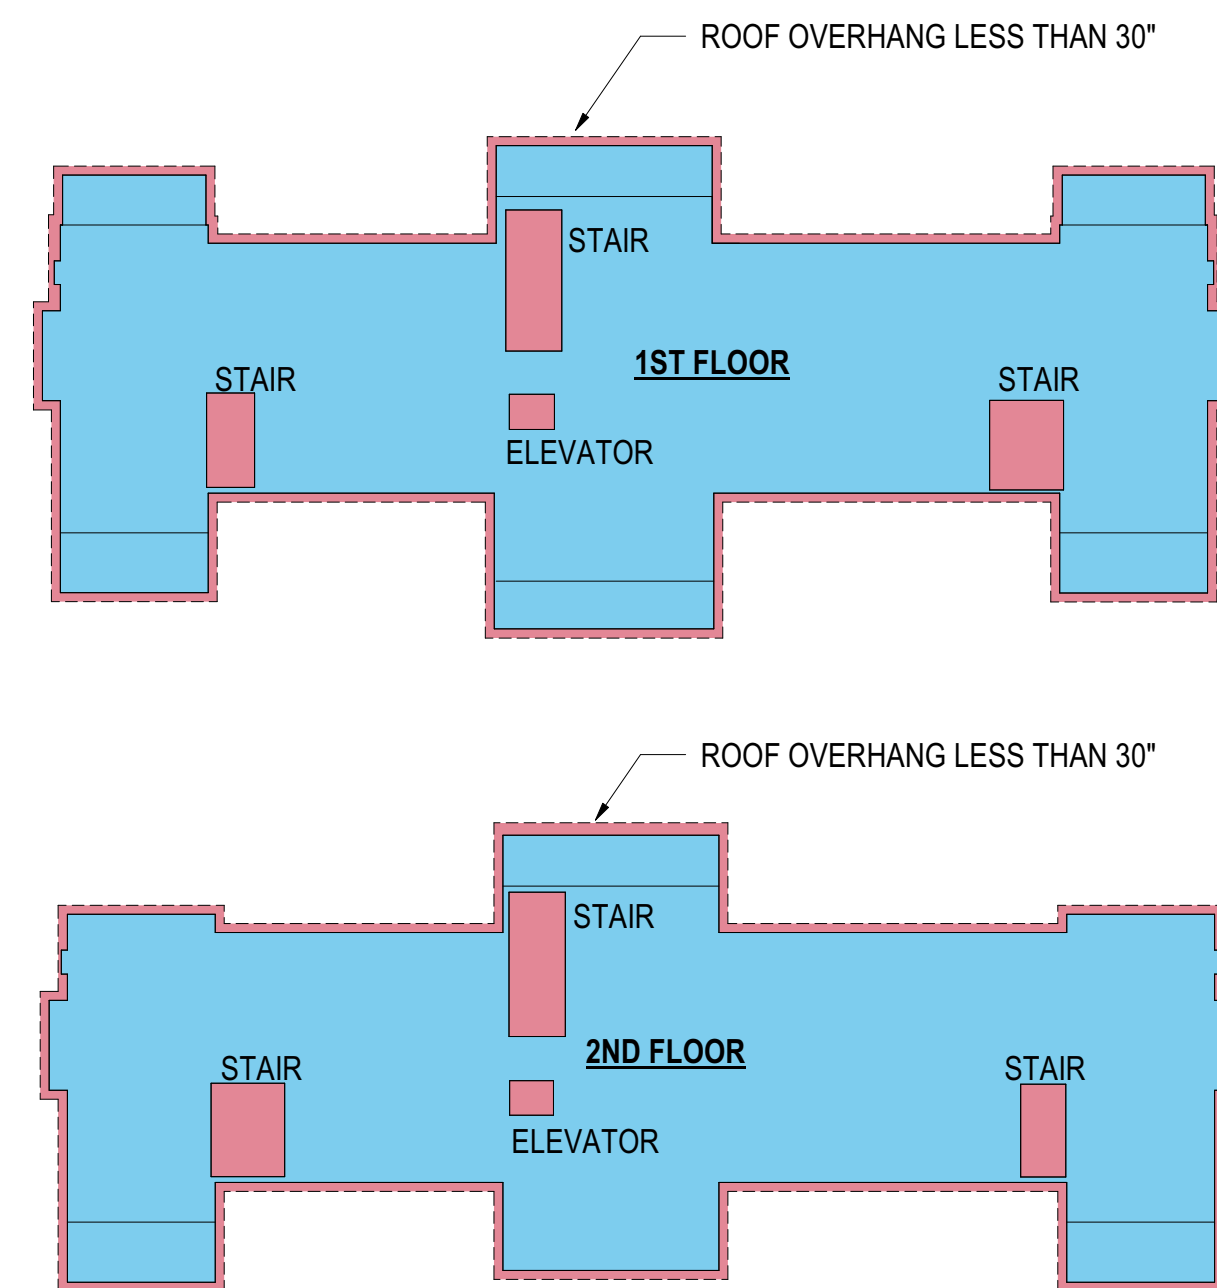 ROOF OVERHANG LESS THAN 30"
STAIR
1ST FLOOR
STAIR
STAIR
ELEVATOR
ROOF OVERHANG LESS THAN 30"
STAIR
2ND FLOOR
STAIR
STAIR
ELEVATOR